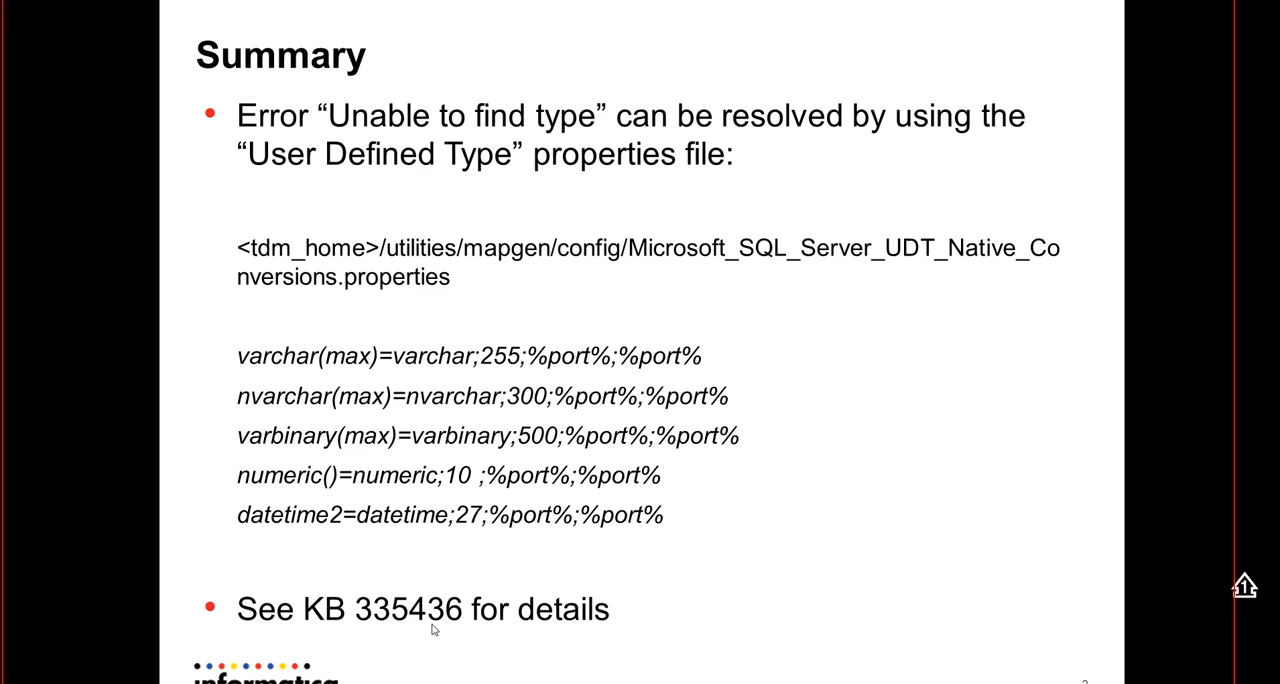 Summary
• Error “Unable to find type” can be resolved by using the
“User Defined Type” properties file:
<tdm_home>/utilities/mapgen/config/Microsoft_SQL_Server_UDT_Native_Co
nversions.properties
varchar(max)=varchar;255;%port%;%port%
nvarchar(max)=nvarchar;300;%port%;%port%
varbinary(max)=varbinary;500;%port%;%port%
numeric()=numeric;10 ;%port%;%port%
datetime2=datetime;27;%port%;%port%
1
• See KB 335436 for details
informatica